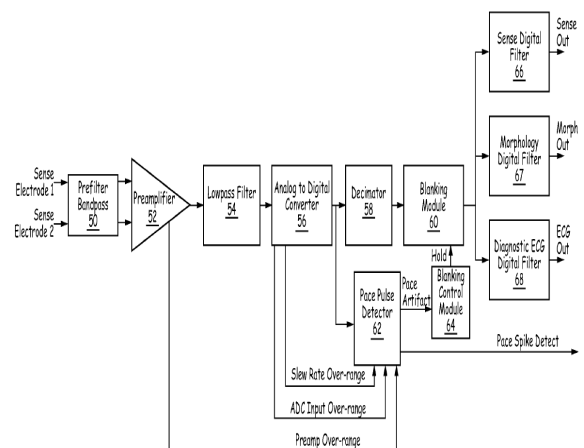 Sense
Out
Sense Digital
Filter
66
Morph
Out
Morphology
Digital Filter
67
Sense
Electrode 1
Prefilter
Bandpass
50
Sense
Electrode 2
Preamplifier
52
Lowpass Filter
54
Analog to Digital
Converter
56
Decimator
58
Blanking
Module
60
ECG
Out
Diagnostic ECG
Digital Filter
68
Hold
Pace Pulse
Detector
62
Pace
Artifact
Blanking
Control
Module
64
Pace Spike Detect
Slew Rate Over-range
ADC Input Over-range
Preamp Over-range